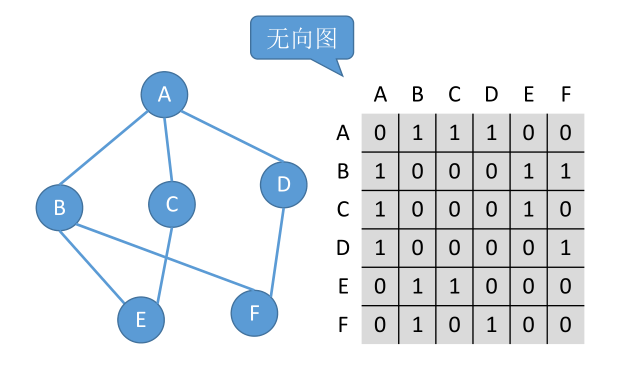 无向图
A
B
C
D
E
F
A B C D E F
A 0 1 1 1 0 0
B 1 0 0 0 1 1
C 1 0 0 0 1 0
D 1 0 0 0 0 1
E 0 1 1 0 0 0
F 0 1 0 1 0 0